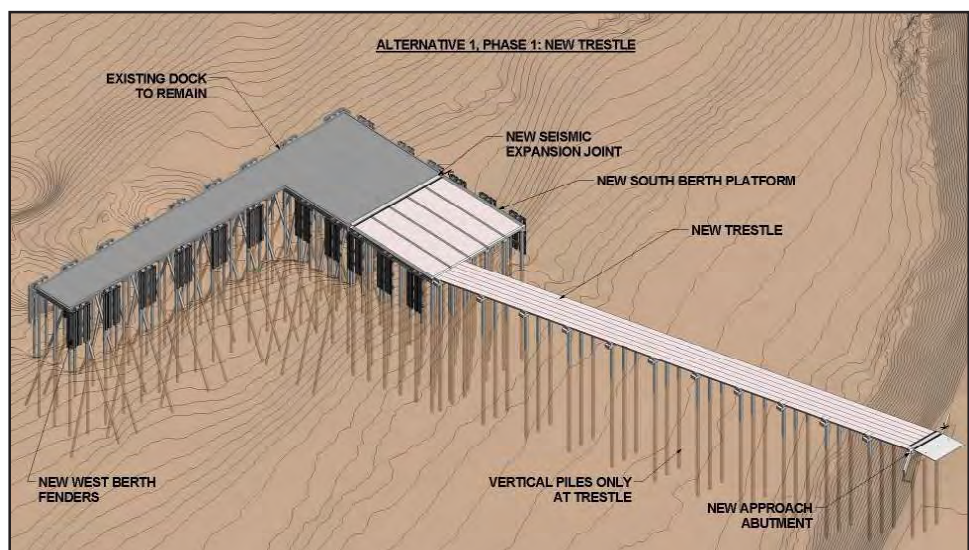 ALTERNATIVE 1, PHASE 1: NEW TRESTLE
EXISTING DOCK
TO REMAIN
NEW SEISMIC
EXPANSION JOINT
NEW SOUTH BERTH PLATFORM
NEW TRESTLE
NEW WEST BERTH
FENDERS
VERTICAL PILES ONLY
AT TRESTLE
NEW APPROACH
ABUTMENT